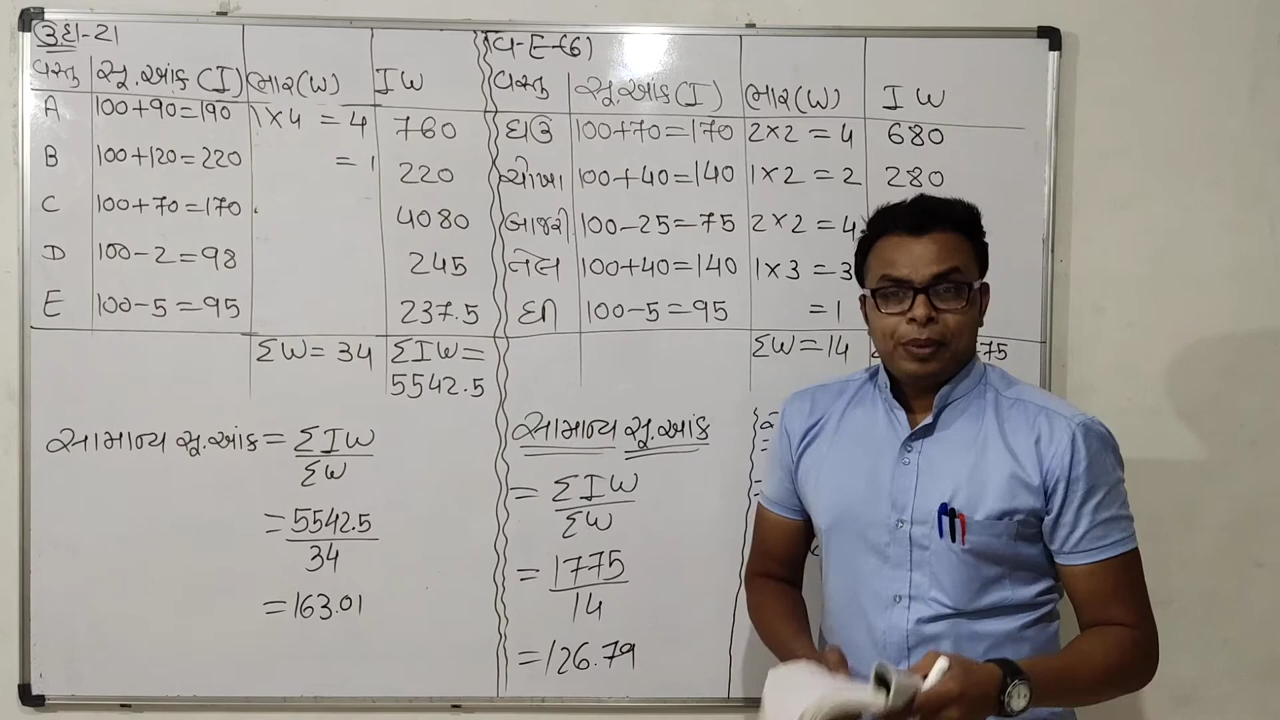 ઉદા-21
વસ્તુ સૂ.આંક (I) ભાર(W) IW
A 100+90=190 1×4 = 4 760
B 100+120=220 = 1 220
C 100+70=170 4080
D 100-2=98 245
E 100-5=95 237.5
ΣW = 34 ΣIW =
5542.5
સામાન્ય સૂ.આંક = ΣIW
ΣW
= 5542.5
34
= 163.01
વિ-E-(6)
વસ્તુ સૂ.આંક (I) ભાર(W) IW
ઘઉં 100+70=170 2×2=4 680
ચોખા 100+40=140 1×2=2 280
બાજરી 100-25=75 2×2=4
તેલ 100+40=140 1×3=3
ઈંધણ 100-5=95 =1
ΣW=14 75
સામાન્ય સૂ.આંક
= ΣIW
ΣW
= 1775
14
= 126.79